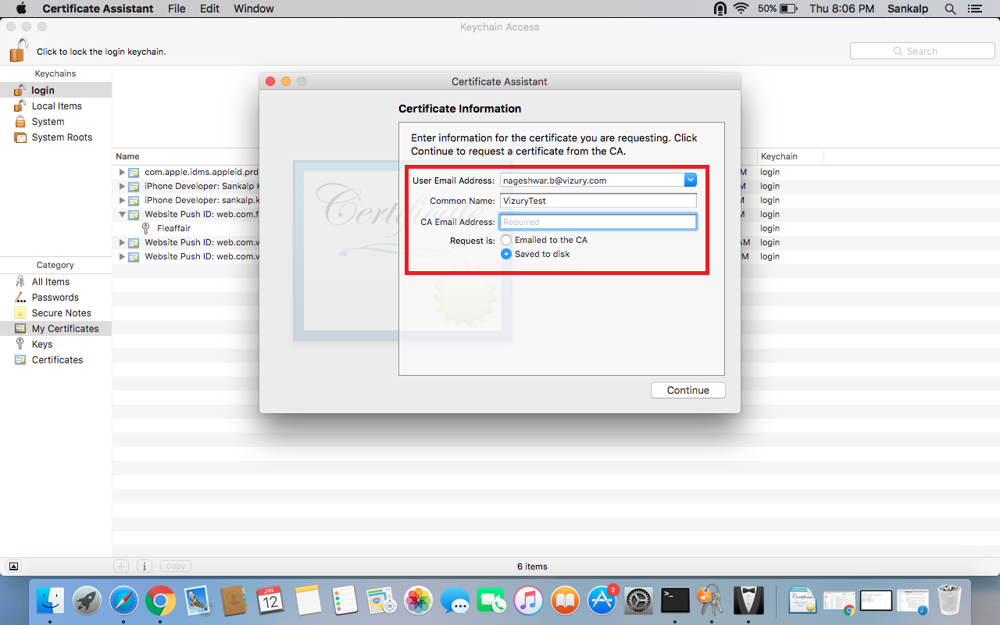 Certificate Assistant File Edit Window 50% Thu 8:06 PM Sankalp
Keychain Access
Click to lock the login keychain.
Search
Keychains
login
Local Items
System
System Roots
Name
Keychain
com.apple.idms.appleid.prd
M login
iPhone Developer: Sankalp K
M login
iPhone Developer: sankalp.k
M login
Website Push ID: web.com.f
M login
Fleaffair
login
Website Push ID: web.com.v
AM login
Website Push ID: web.com.v
PM login
Category
All Items
Passwords
Secure Notes
My Certificates
Keys
Certificates
Certificate Assistant
Certificate Information
Enter information for the certificate you are requesting. Click
Continue to request a certificate from the CA.
Certificate
User Email Address: nageshwar.b@vizury.com
Common Name: VizuryTest
CA Email Address: Required
Request is: Emailed to the CA
Saved to disk
Continue
Copy
6 items
JAN
12
3D
2